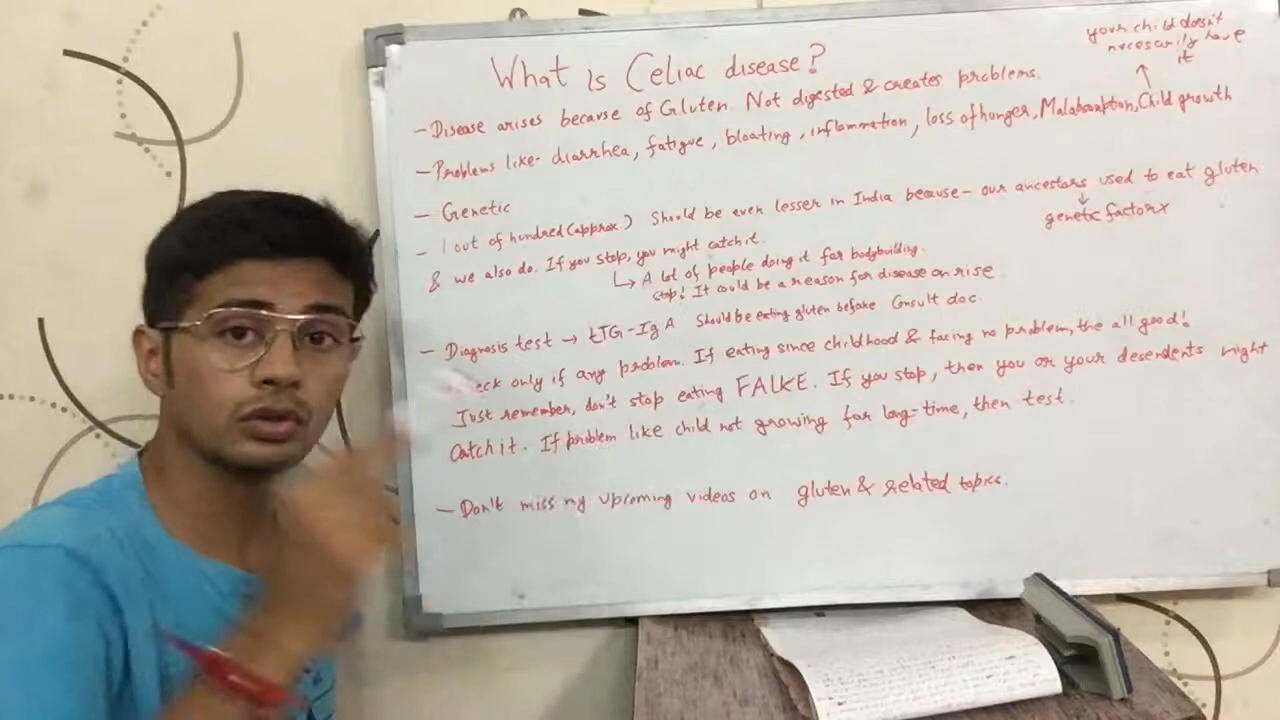 your child doesn't
necessarily have
it
What is Celiac disease?
- Disease arises because of Gluten. Not digested & creates problems.
- Problems like- diarrhea, fatigue, bloating, inflammation, loss of hunger, Malabsorption, Child growth
- Genetic
- 1 out of hundred (approx.) Should be even lesser in India because- our ancestors used to eat gluten
genetic factor x
& we also do. If you stop, you might catch it.
A lot of people doing it for bodybuilding.
stop! It could be a reason for disease on rise
- Diagnosis test → tTG-IgA Should be eating gluten before Consult doc.
only if any problem. If eating since childhood & facing no problem, the all good!
Just remember, don't stop eating FALKE. If you stop, then you or your descendents might
catch it. If problem like child not growing for long-time, then test.
- Don't miss my upcoming videos on gluten & related topics.